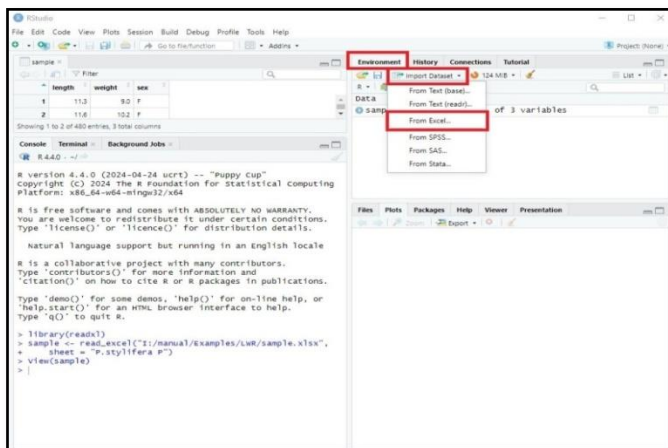 RStudio
File Edit Code View Plots Session Build Debug Profile Tools Help
Go to file/function
Addins
Project: (None)
sample
Filter
length weight sex
1 11.3 9.0 F
2 11.6 10.2 F
Showing 1 to 2 of 480 entries, 3 total columns
Console Terminal Background Jobs
R 4.4.0 · ~/
R version 4.4.0 (2024-04-24 ucrt) -- "Puppy Cup"
Copyright (C) 2024 The R Foundation for Statistical Computing
Platform: x86_64-w64-mingw32/x64
R is free software and comes with ABSOLUTELY NO WARRANTY.
You are welcome to redistribute it under certain conditions.
Type 'license()' or 'licence()' for distribution details.
Natural language support but running in an English locale
R is a collaborative project with many contributors.
Type 'contributors()' for more information and
'citation()' on how to cite R or R packages in publications.
Type 'demo()' for some demos, 'help()' for on-line help, or
'help.start()' for an HTML browser interface to help.
Type 'q()' to quit R.
> library(readxl)
> sample <- read_excel("I:/manual/Examples/LWR/sample.xlsx",
+ sheet = "P.stylifera P")
> View(sample)
>
Environment History Connections Tutorial
Import Dataset 124 MiB
List
R
From Text (base)...
Data
From Text (readr)...
samp of 3 variables
From Excel...
From SPSS...
From SAS...
From Stata...
Files Plots Packages Help Viewer Presentation
Zoom Export